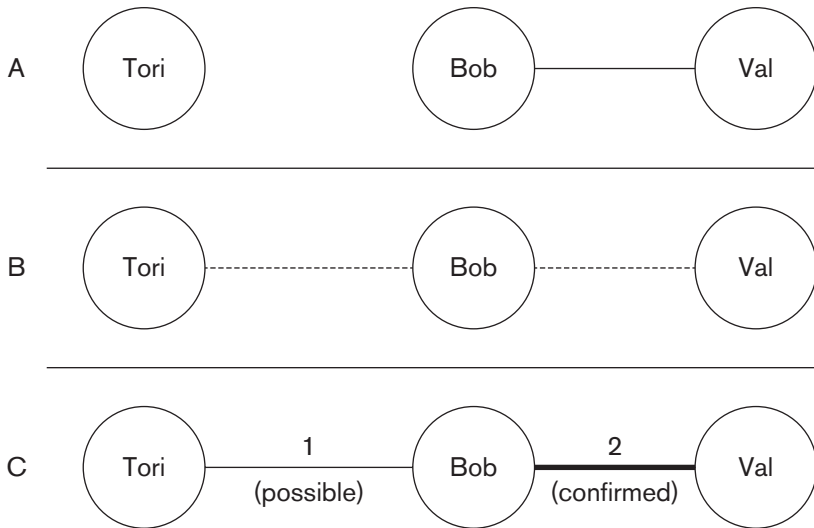 A Tori Bob Val
B Tori Bob Val
1 2
C Tori Bob Val
(possible) (confirmed)